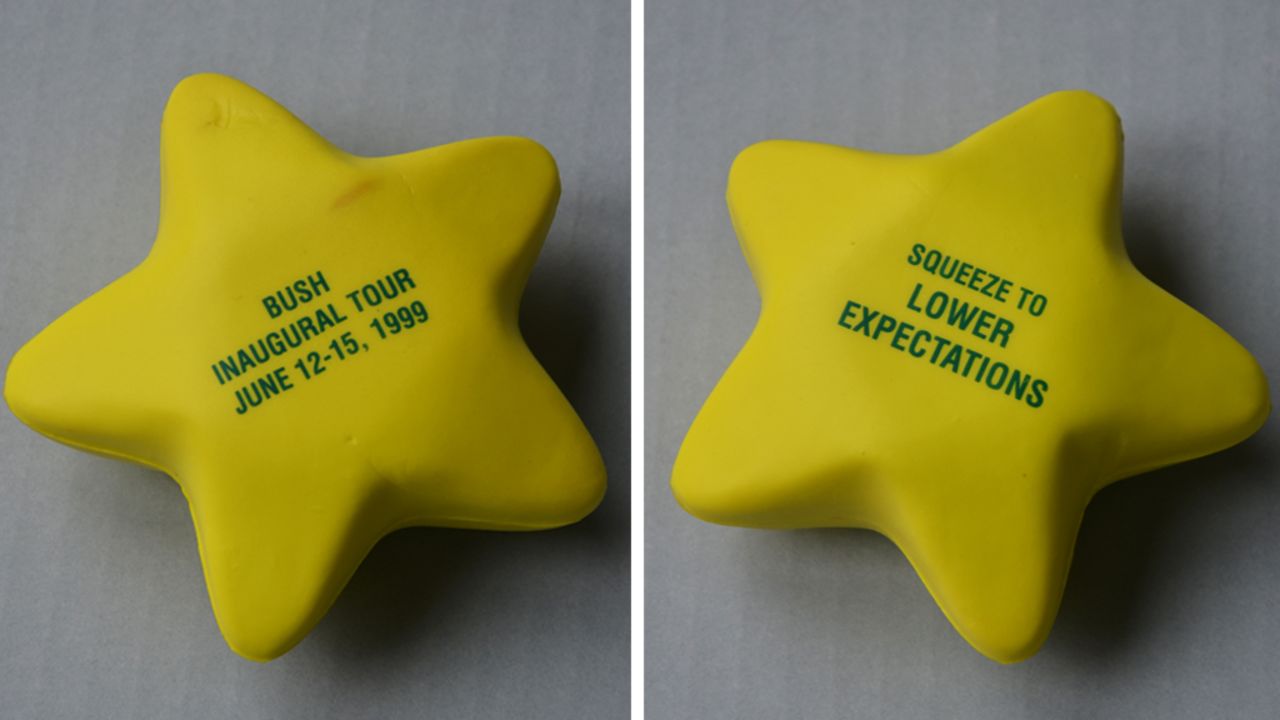 BUSH
INAUGURAL TOUR
JUNE 12-15, 1999
SQUEEZE TO
LOWER
EXPECTATIONS